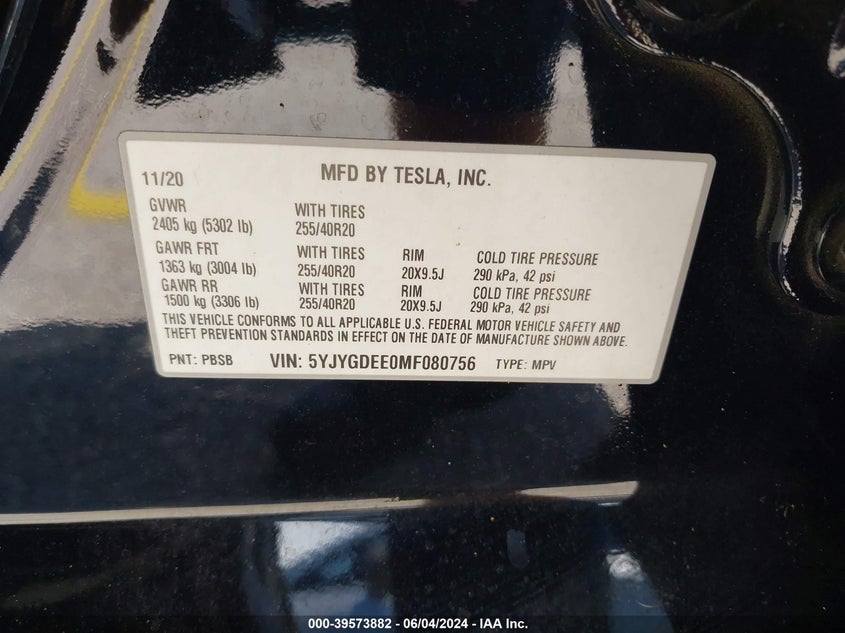 11/20 MFD BY TESLA, INC.
GVWR
2405 kg (5302 lb) WITH TIRES 255/40R20
GAWR FRT WITH TIRES RIM COLD TIRE PRESSURE
1363 kg (3004 lb) 255/40R20 20X9.5J 290 kPa, 42 psi
GAWR RR WITH TIRES RIM COLD TIRE PRESSURE
1500 kg (3306 lb) 255/40R20 20X9.5J 290 kPa, 42 psi
THIS VEHICLE CONFORMS TO ALL APPLICABLE U.S. FEDERAL MOTOR VEHICLE SAFETY AND
THEFT PREVENTION STANDARDS IN EFFECT ON THE DATE OF MANUFACTURE SHOWN ABOVE.
PNT: PBSB VIN: 5YJYGDEE0MF080756 TYPE: MPV
000-39573882 - 06/04/2024 - IAA Inc.